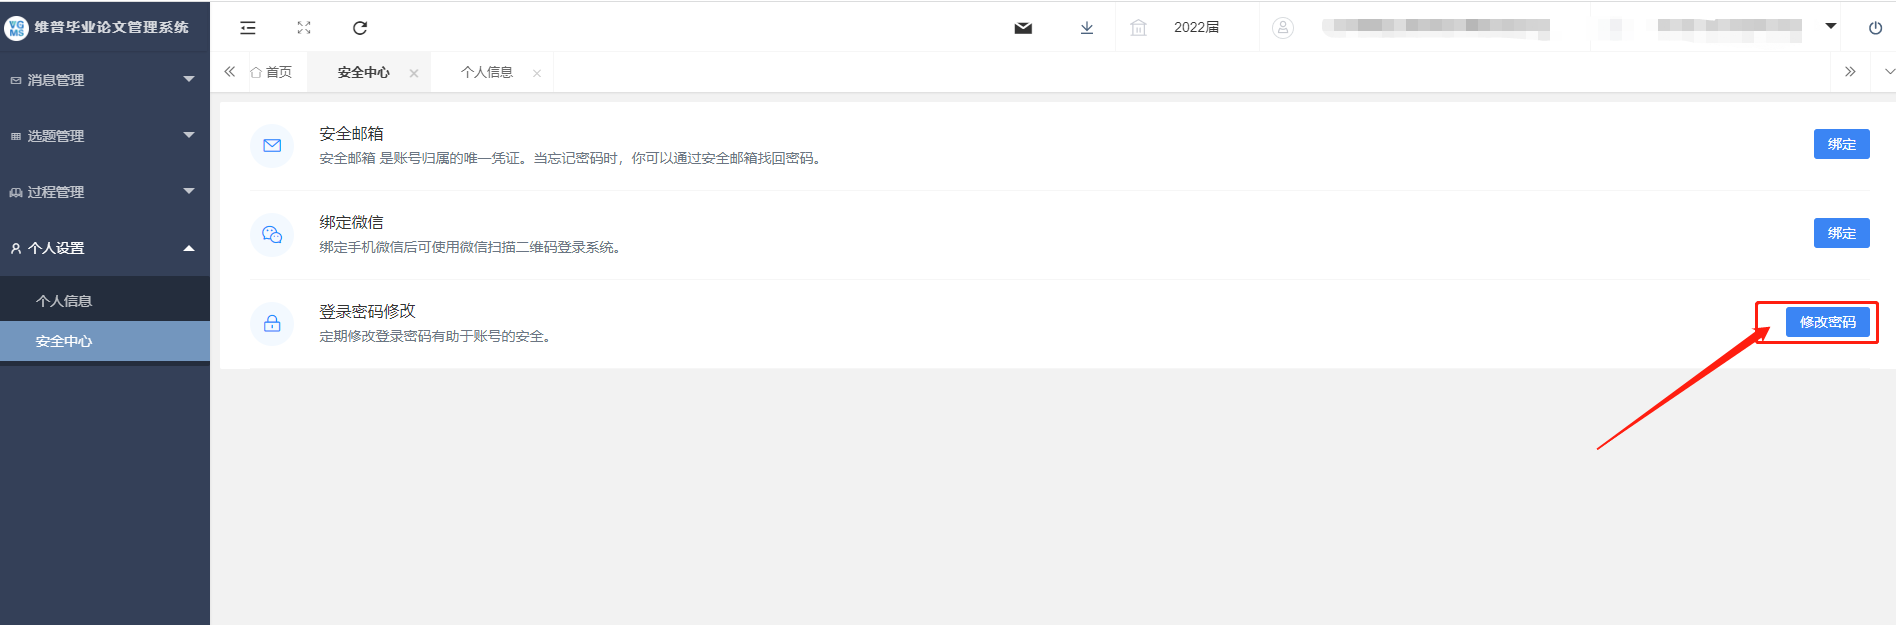 VG
MS
维普毕业论文管理系统
2022届
消息管理
选题管理
过程管理
个人设置
个人信息
安全中心
首页
安全中心
个人信息
安全邮箱
安全邮箱 是账号归属的唯一凭证。当忘记密码时，你可以通过安全邮箱找回密码。
绑定
绑定微信
绑定手机微信后可使用微信扫描二维码登录系统。
绑定
登录密码修改
定期修改登录密码有助于账号的安全。
修改密码